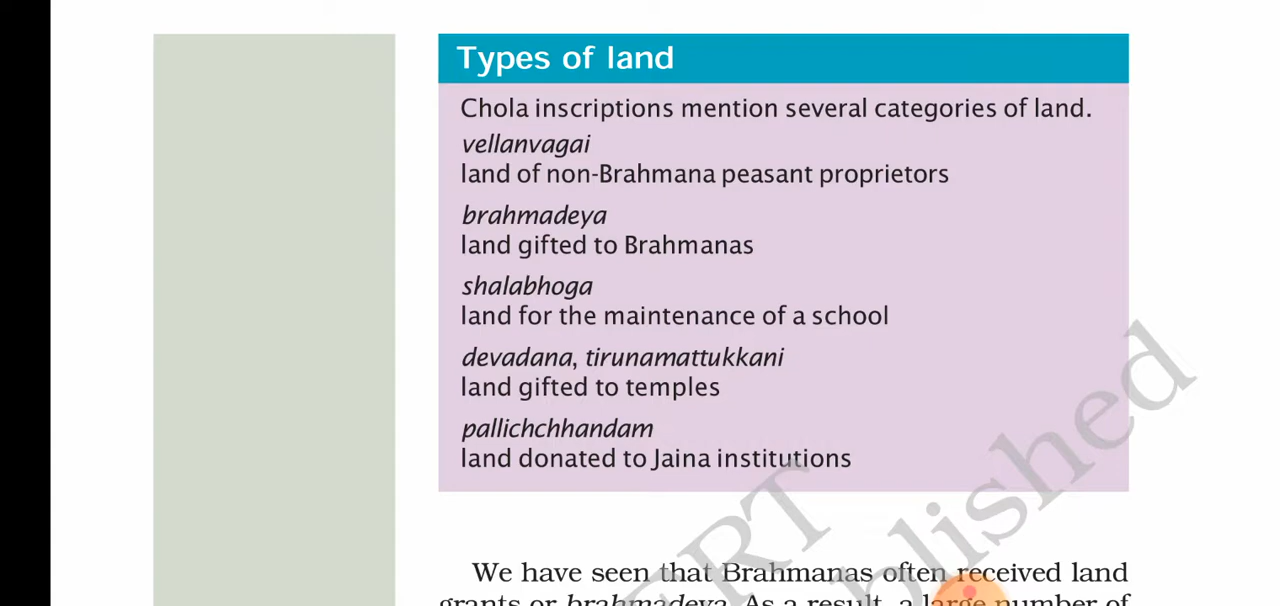 Types of land
Chola inscriptions mention several categories of land.
vellanvagai
land of non-Brahmana peasant proprietors
brahmadeya
land gifted to Brahmanas
shalabhoga
land for the maintenance of a school
devadana, tirunamattukkani
land gifted to temples
pallichchhandam
land donated to Jaina institutions
We have seen that Brahmanas often received land
grants or brahmadeya. As a result, a large number of